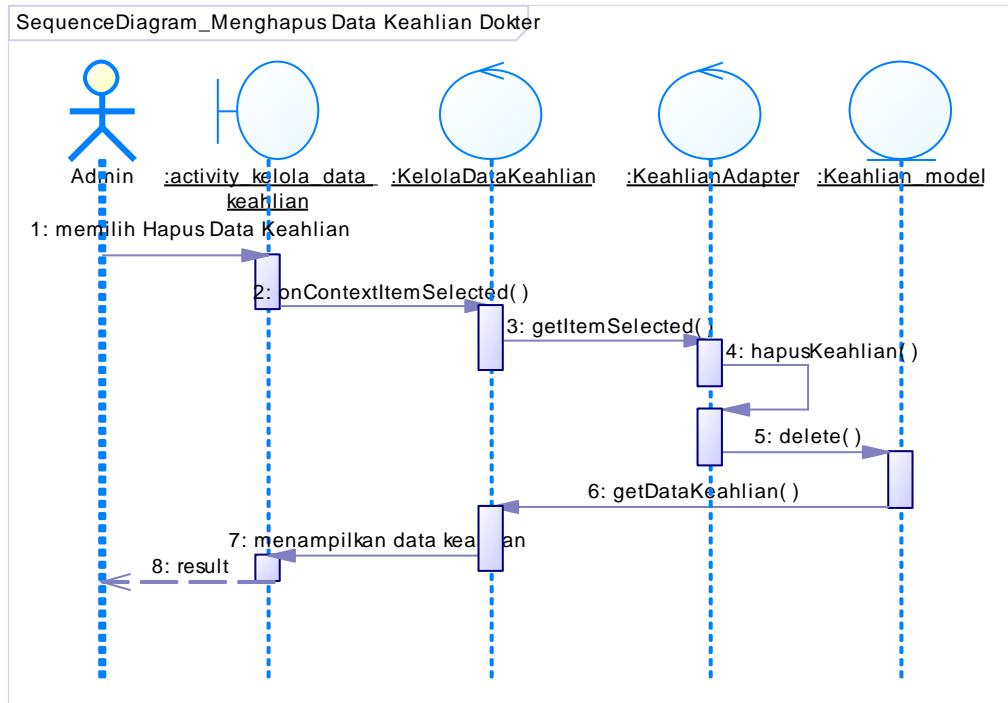 SequenceDiagram_Menghapus Data Keahlian Dokter
Admin
:activity_kelola_data_
keahlian
:KelolaDataKeahlian
:KeahlianAdapter
:Keahlian_model
1: memilih Hapus Data Keahlian
2: onContextItemSelected( )
3: getItemSelected( )
4: hapusKeahlian( )
5: delete( )
6: getDataKeahlian( )
7: menampilkan data keahlian
8: result